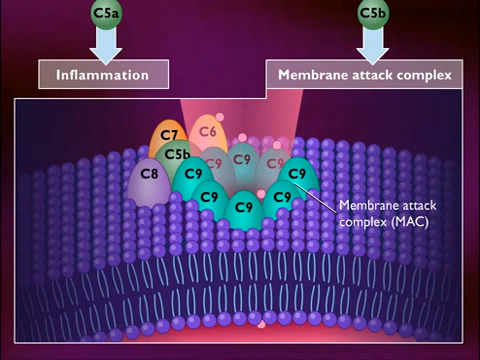 C5a
C5b
Inflammation
Membrane attack complex
C7
C6
C5b
C9
C9
C9
C8
C9
C9
C9
C9
C9
Membrane attack
complex (MAC)